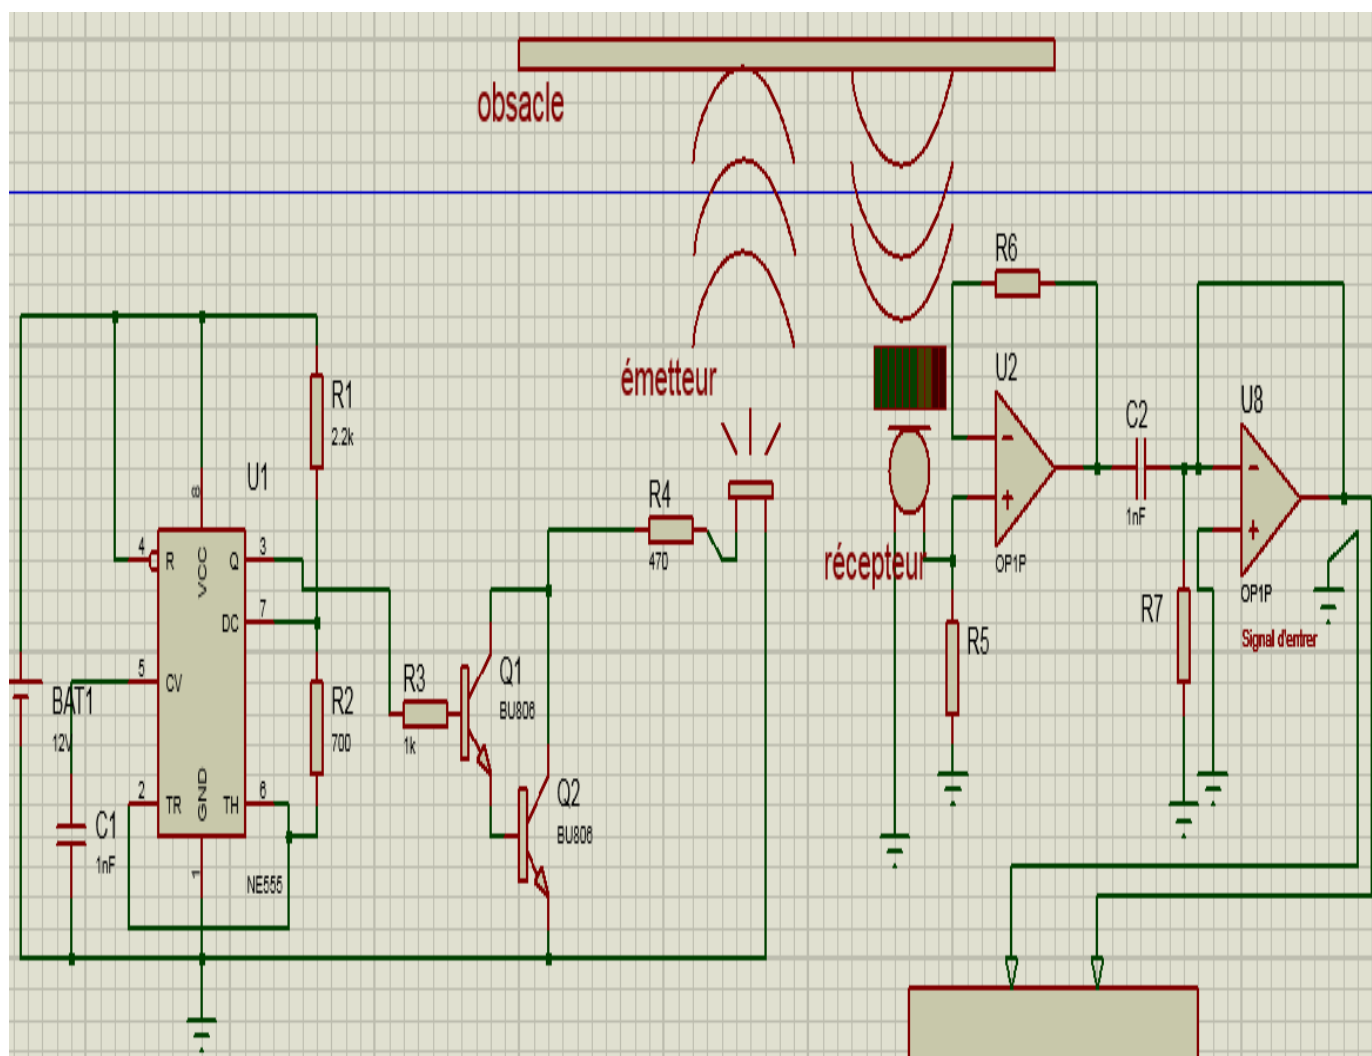 obsacle
émetteur
récepteur
R1
2.2k
U1
8
VCC
4
R
Q
3
DC
7
5
CV
BAT1
12V
R2
700
2
TR
GND
TH
6
C1
1nF
1
NE555
R3
1k
Q1
BU806
Q2
BU806
R4
470
R6
U2
OP1P
R5
C2
1nF
U8
OP1P
R7
Signal d'entrer